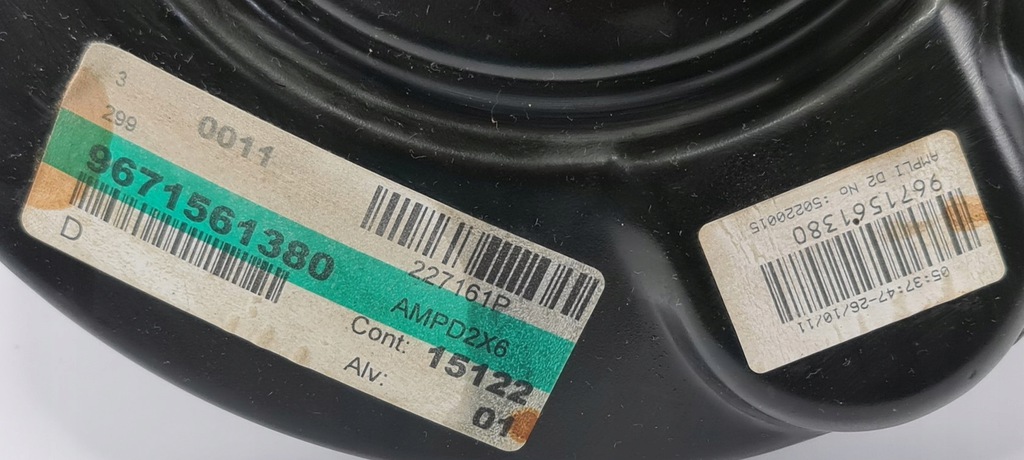 3
299
0011
9671561380
D
227161P
AMPD2X6
Cont: 15122
Alv: 01
AMPLI D2 NG
:50220015
9671561380
05:37:47-26/10/11